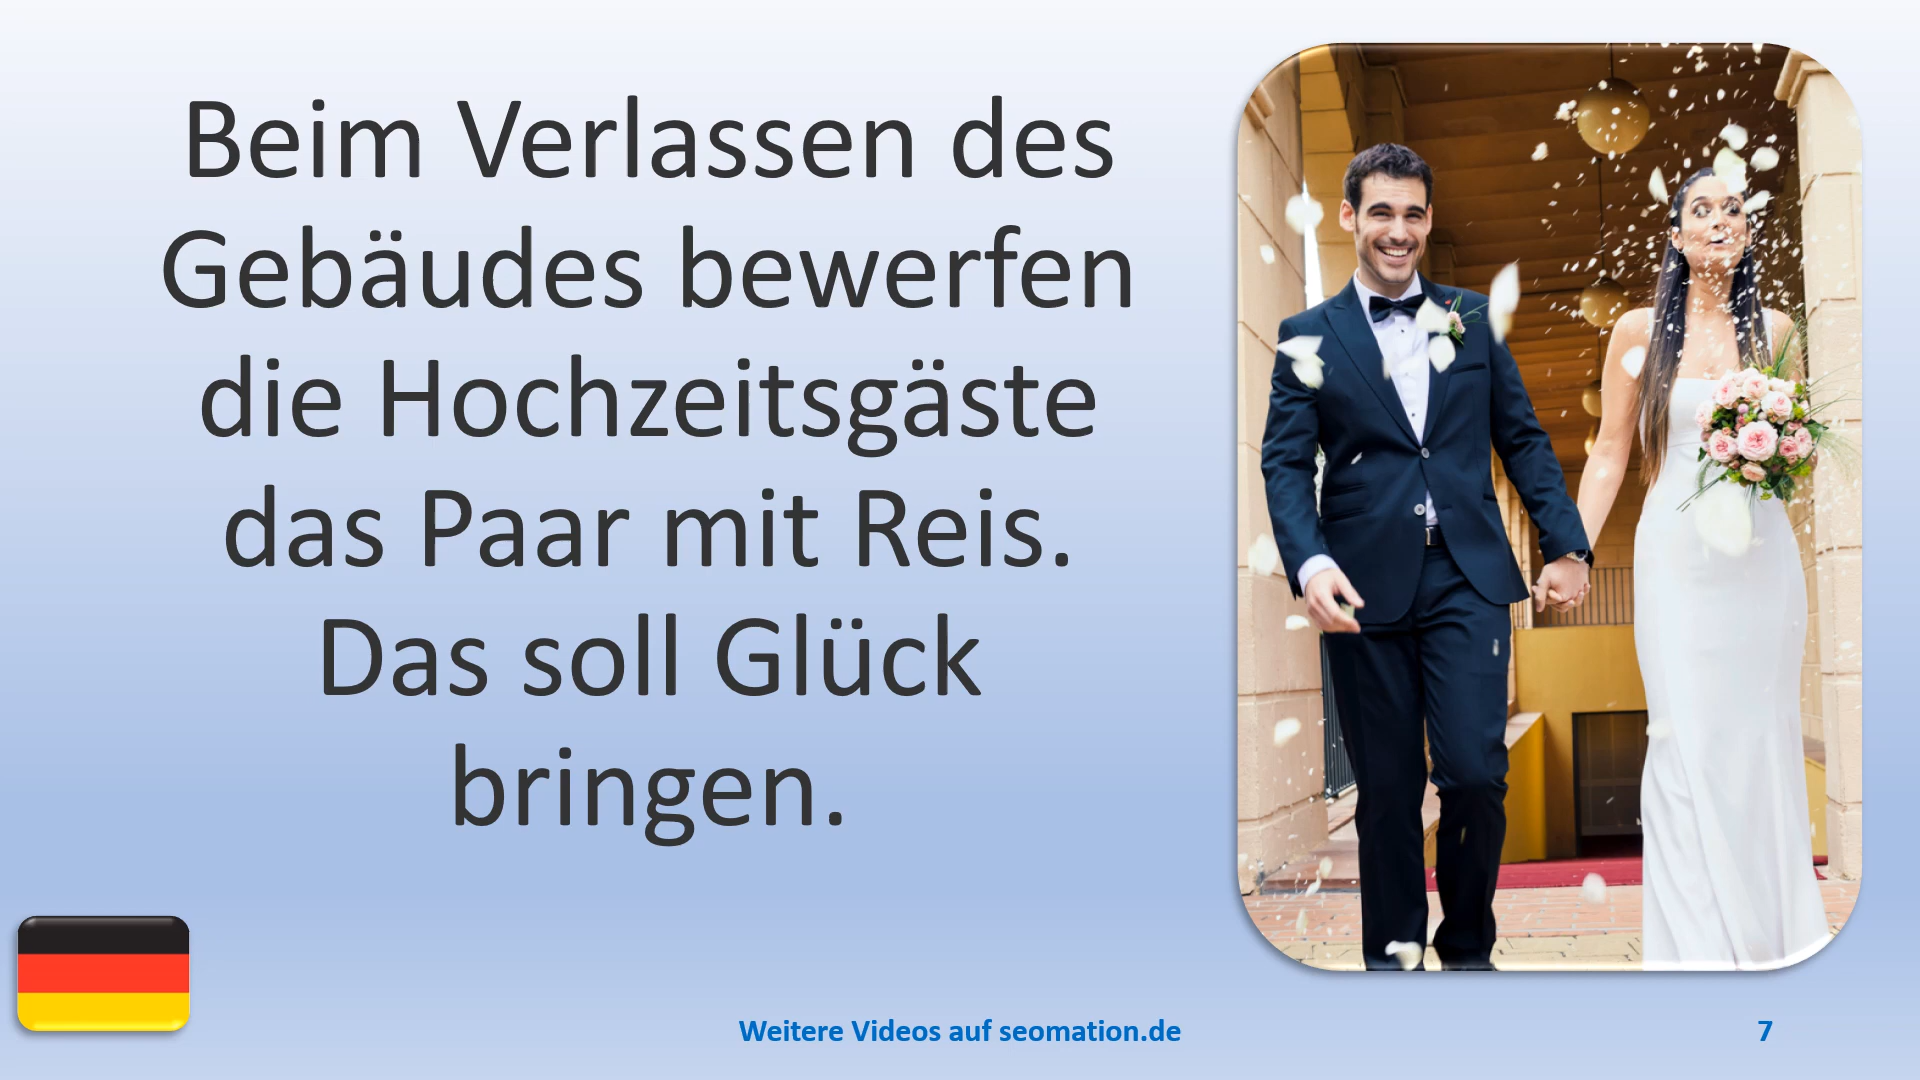 Beim Verlassen des
Gebäudes bewerfen
die Hochzeitsgäste
das Paar mit Reis.
Das soll Glück
bringen.
Weitere Videos auf seomation.de
7